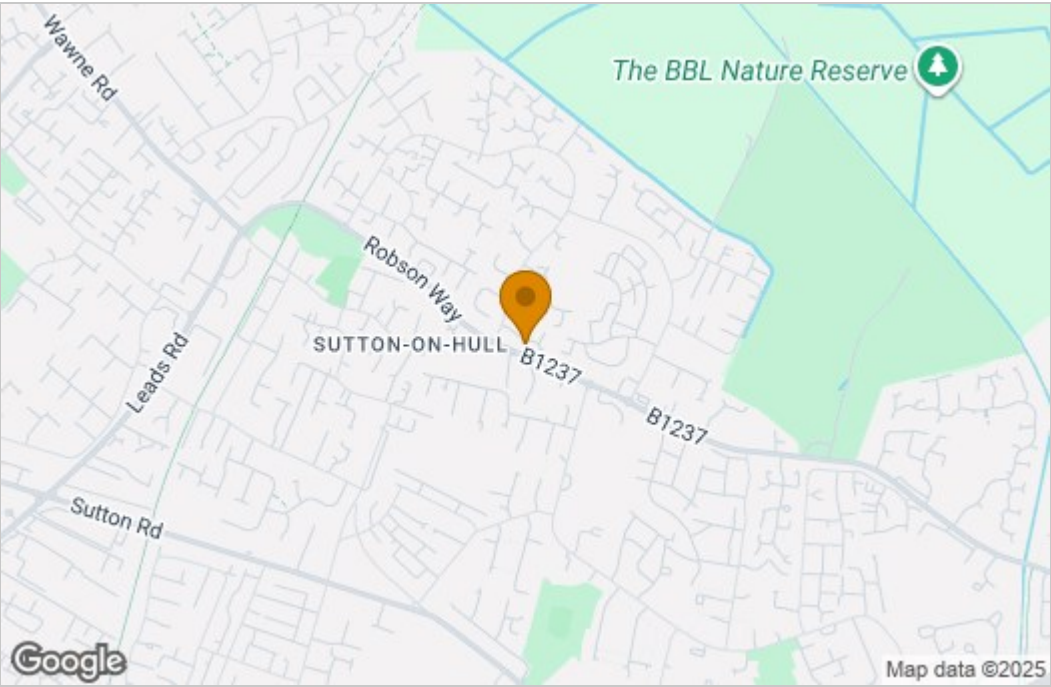 Wawne Rd
The BBL Nature Reserve
Robson Way
SUTTON-ON-HULL
B1237
Leads Rd
B1237
Sutton Rd
Google
Map data ©2025